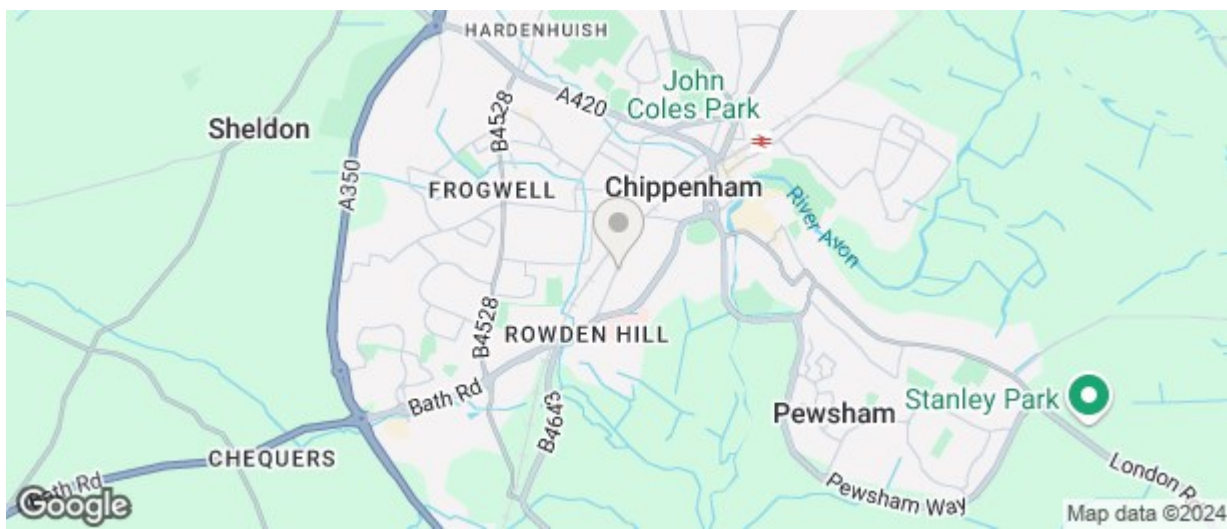 HARDENHUISH
John
Coles Park
A420
B4528
Sheldon
A350
FROGWELL
Chippenham
River Avon
B4528
ROWDEN HILL
Bath Rd
B4643
Pewsham
Stanley Park
CHEQUERS
Bath Rd
Pewsham Way
London
Google
Map data ©2024